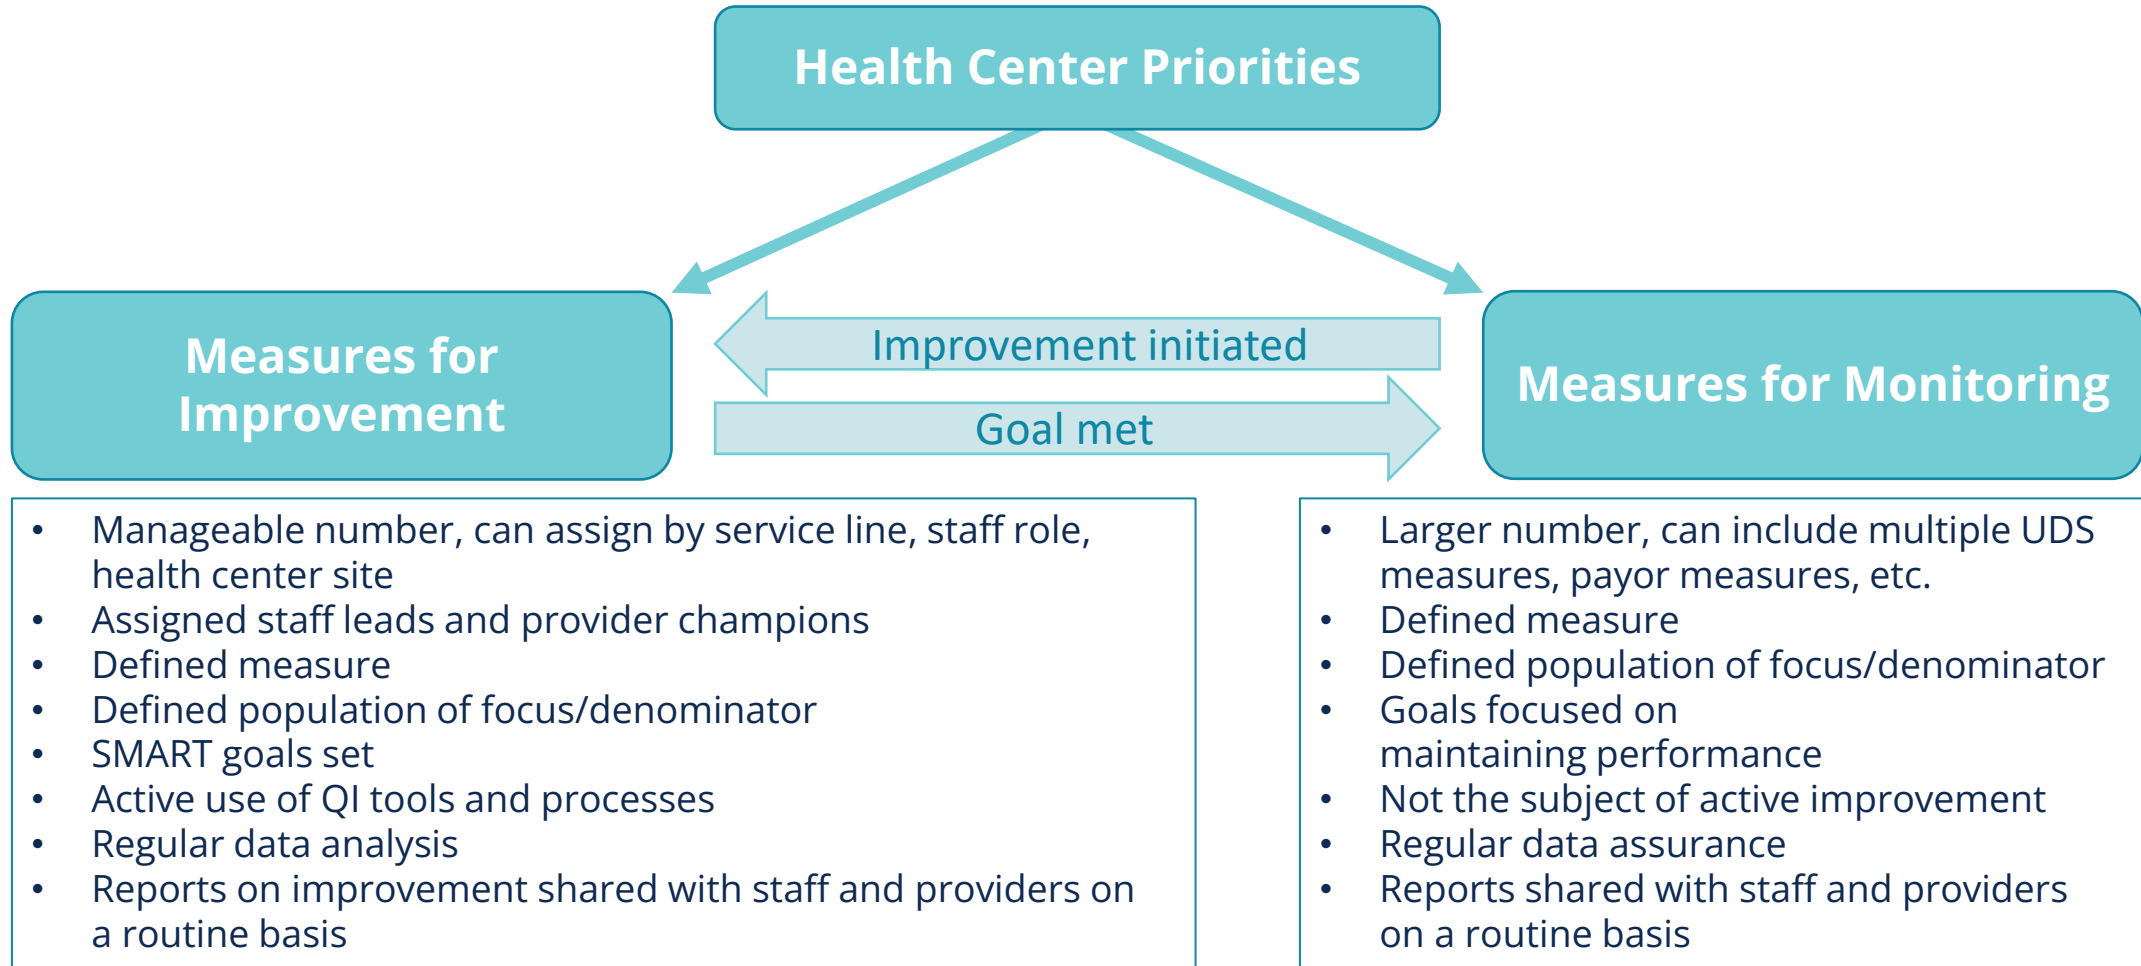 Health Center Priorities
Measures for
Improvement
Improvement initiated
Goal met
Measures for Monitoring
• Manageable number, can assign by service line, staff role,
health center site
• Assigned staff leads and provider champions
• Defined measure
• Defined population of focus/denominator
• SMART goals set
• Active use of QI tools and processes
• Regular data analysis
• Reports on improvement shared with staff and providers on
a routine basis
• Larger number, can include multiple UDS
measures, payor measures, etc.
• Defined measure
• Defined population of focus/denominator
• Goals focused on
maintaining performance
• Not the subject of active improvement
• Regular data assurance
• Reports shared with staff and providers
on a routine basis